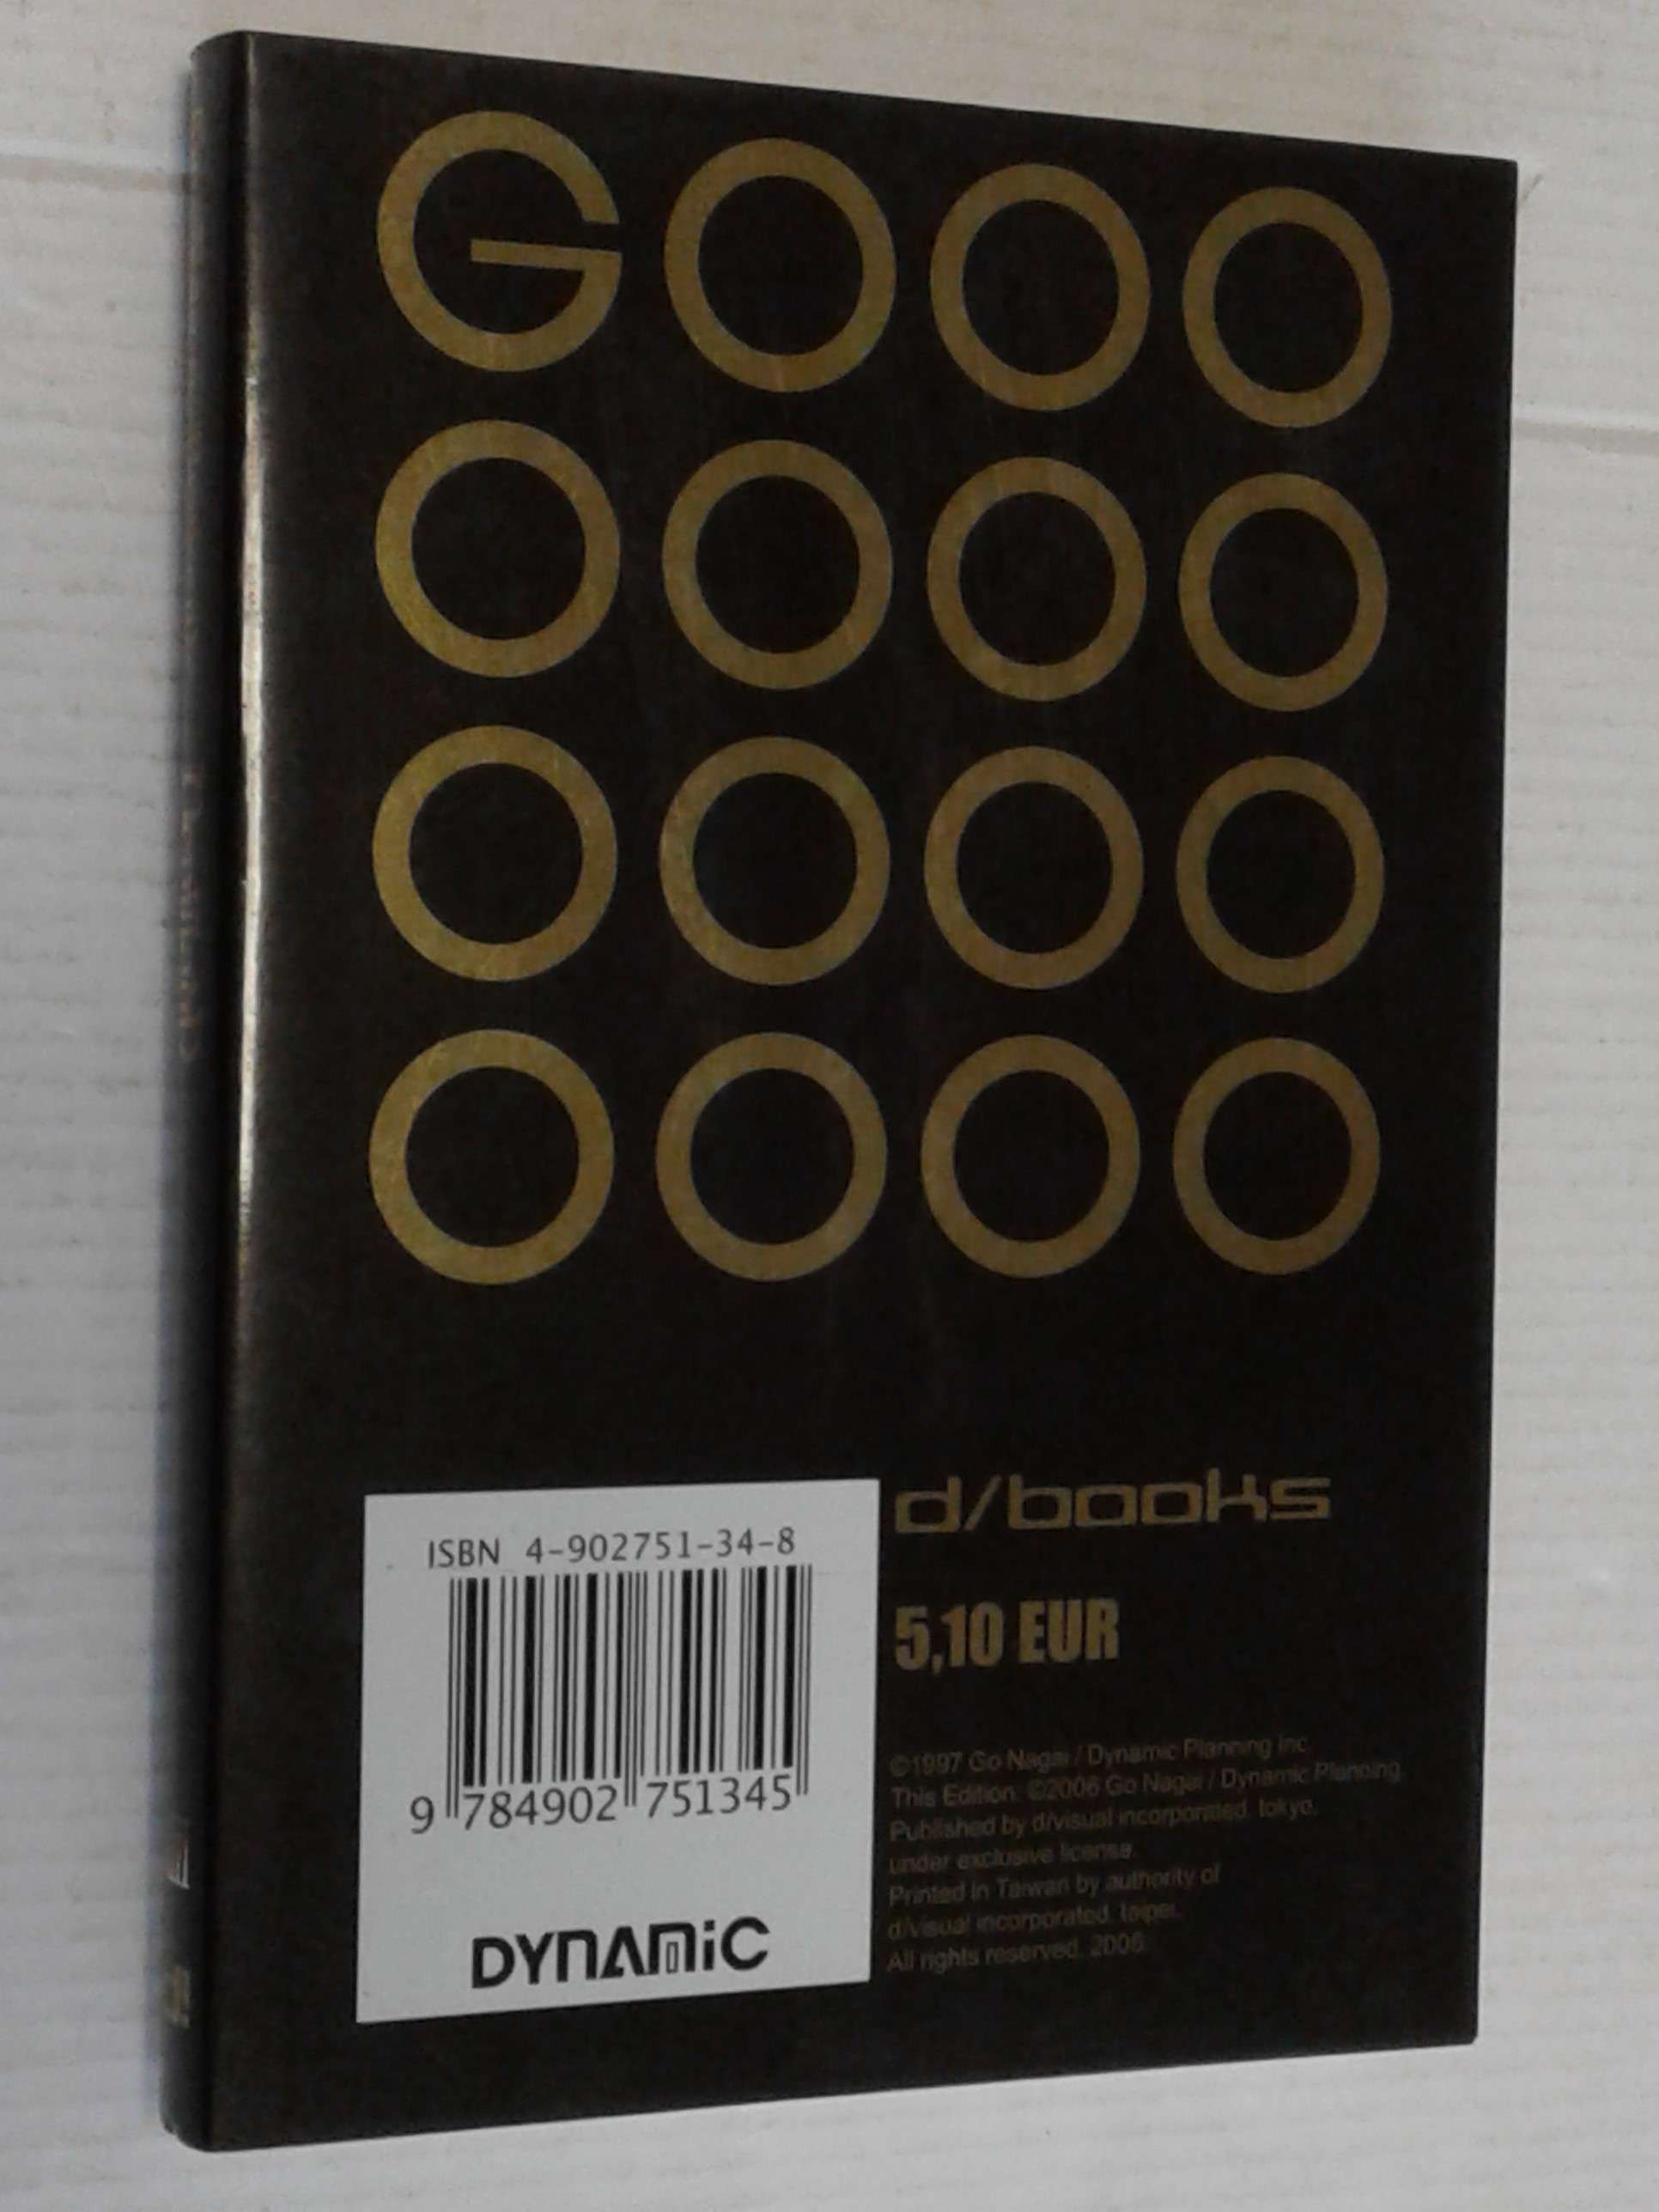 GOOO
OOOO
OOOO
OOOO
d/books
ISBN 4-902751-34-8
9 784902 751345
DYNAMiC
5,10 EUR
©1997 Go Nagai / Dynamic Planning Inc.
This Edition: ©2006 Go Nagai / Dynamic Planning.
Published by d/visual incorporated. tokyo,
under exclusive license.
Printed in Taiwan by authority of
d/visual incorporated. taipei.
All rights reserved. 2006